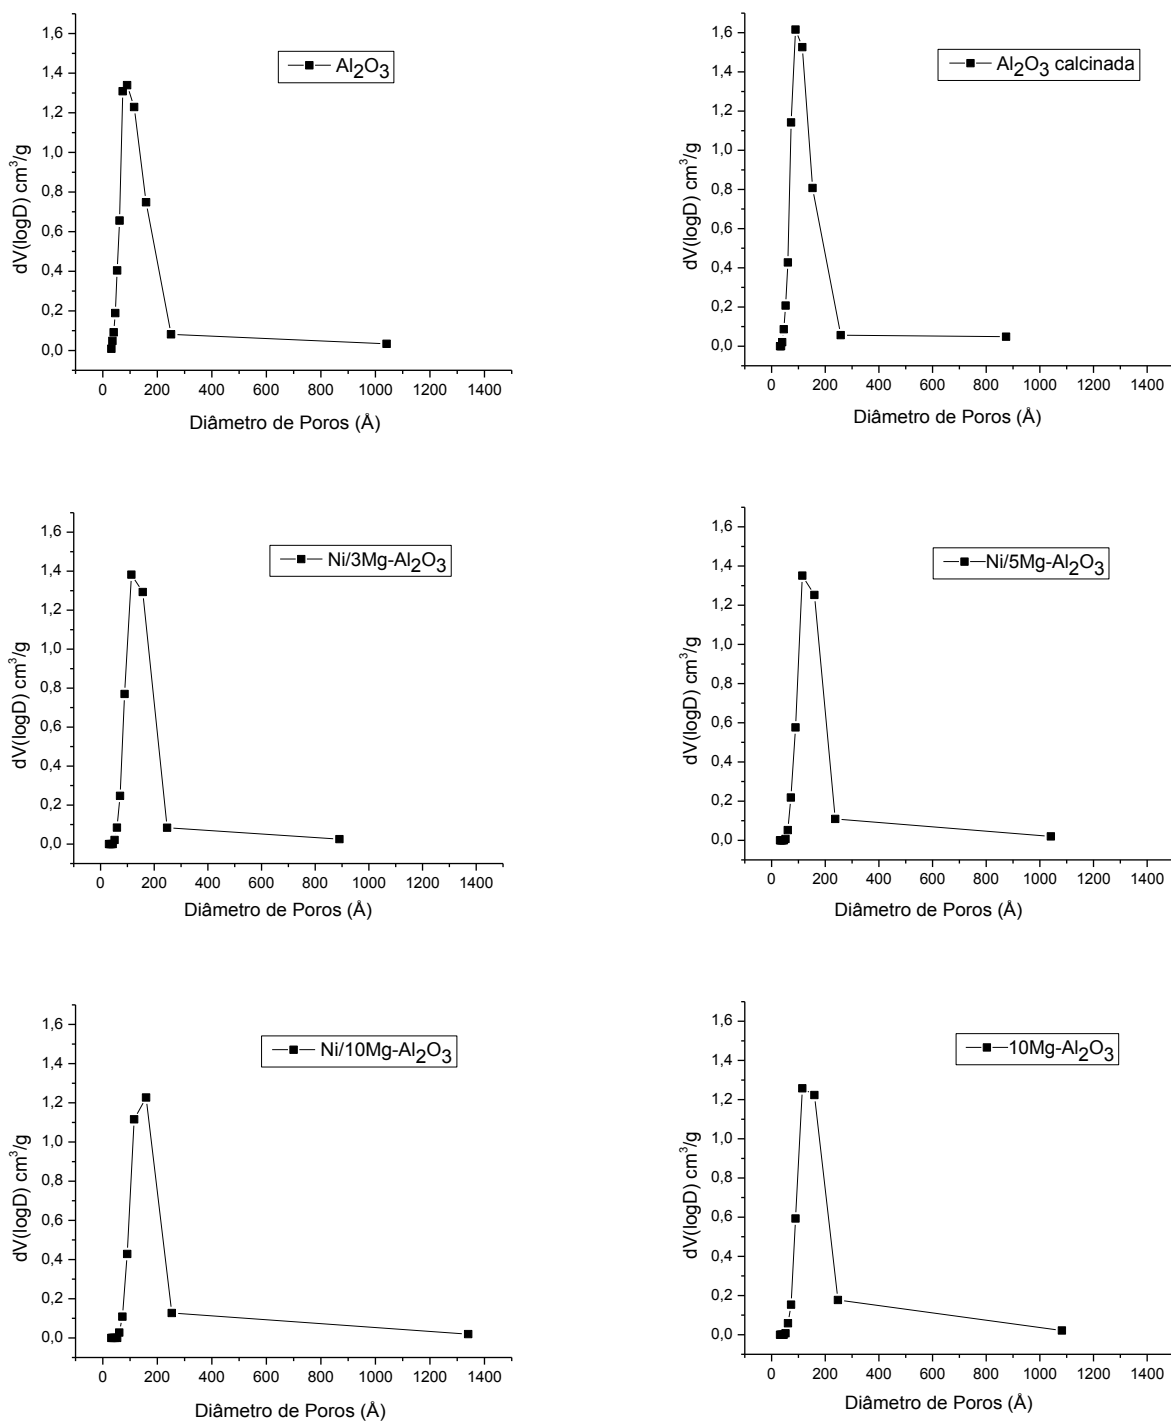 1,6
1,4
1,2
1,0
0,8
0,6
0,4
0,2
0,0
dV(logD) cm³/g
Al₂O₃
0 200 400 600 800 1000 1200 1400
Diâmetro de Poros (Å)
1,6
1,4
1,2
1,0
0,8
0,6
0,4
0,2
0,0
dV(logD) cm³/g
Al₂O₃ calcinada
0 200 400 600 800 1000 1200 1400
Diâmetro de Poros (Å)
1,6
1,4
1,2
1,0
0,8
0,6
0,4
0,2
0,0
dV(logD) cm³/g
Ni/3Mg-Al₂O₃
0 200 400 600 800 1000 1200 1400
Diâmetro de Poros (Å)
1,6
1,4
1,2
1,0
0,8
0,6
0,4
0,2
0,0
dV(logD) cm³/g
Ni/5Mg-Al₂O₃
0 200 400 600 800 1000 1200 1400
Diâmetro de Poros (Å)
1,6
1,4
1,2
1,0
0,8
0,6
0,4
0,2
0,0
dV(logD) cm³/g
Ni/10Mg-Al₂O₃
0 200 400 600 800 1000 1200 1400
Diâmetro de Poros (Å)
1,6
1,4
1,2
1,0
0,8
0,6
0,4
0,2
0,0
dV(logD) cm³/g
10Mg-Al₂O₃
0 200 400 600 800 1000 1200 1400
Diâmetro de Poros (Å)